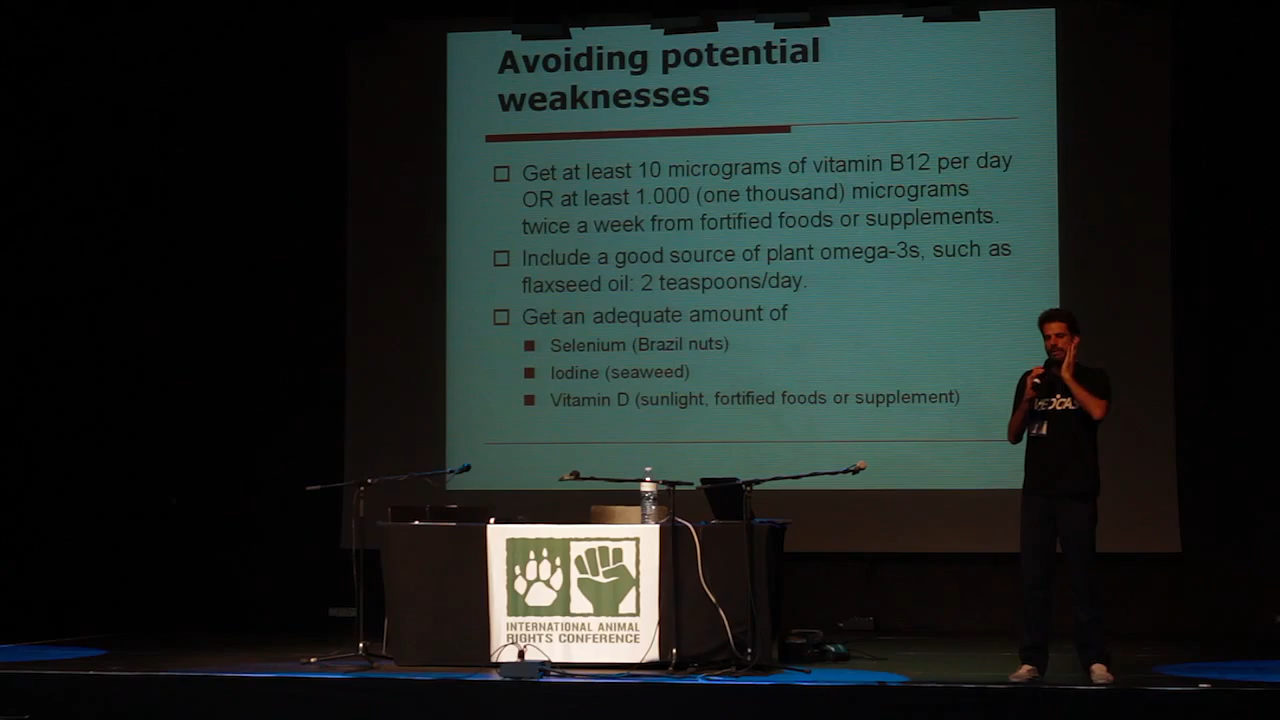 Avoiding potential
weaknesses
Get at least 10 micrograms of vitamin B12 per day
OR at least 1.000 (one thousand) micrograms
twice a week from fortified foods or supplements.
Include a good source of plant omega-3s, such as
flaxseed oil: 2 teaspoons/day.
Get an adequate amount of
Selenium (Brazil nuts)
Iodine (seaweed)
Vitamin D (sunlight, fortified foods or supplement)
INTERNATIONAL ANIMAL
RIGHTS CONFERENCE